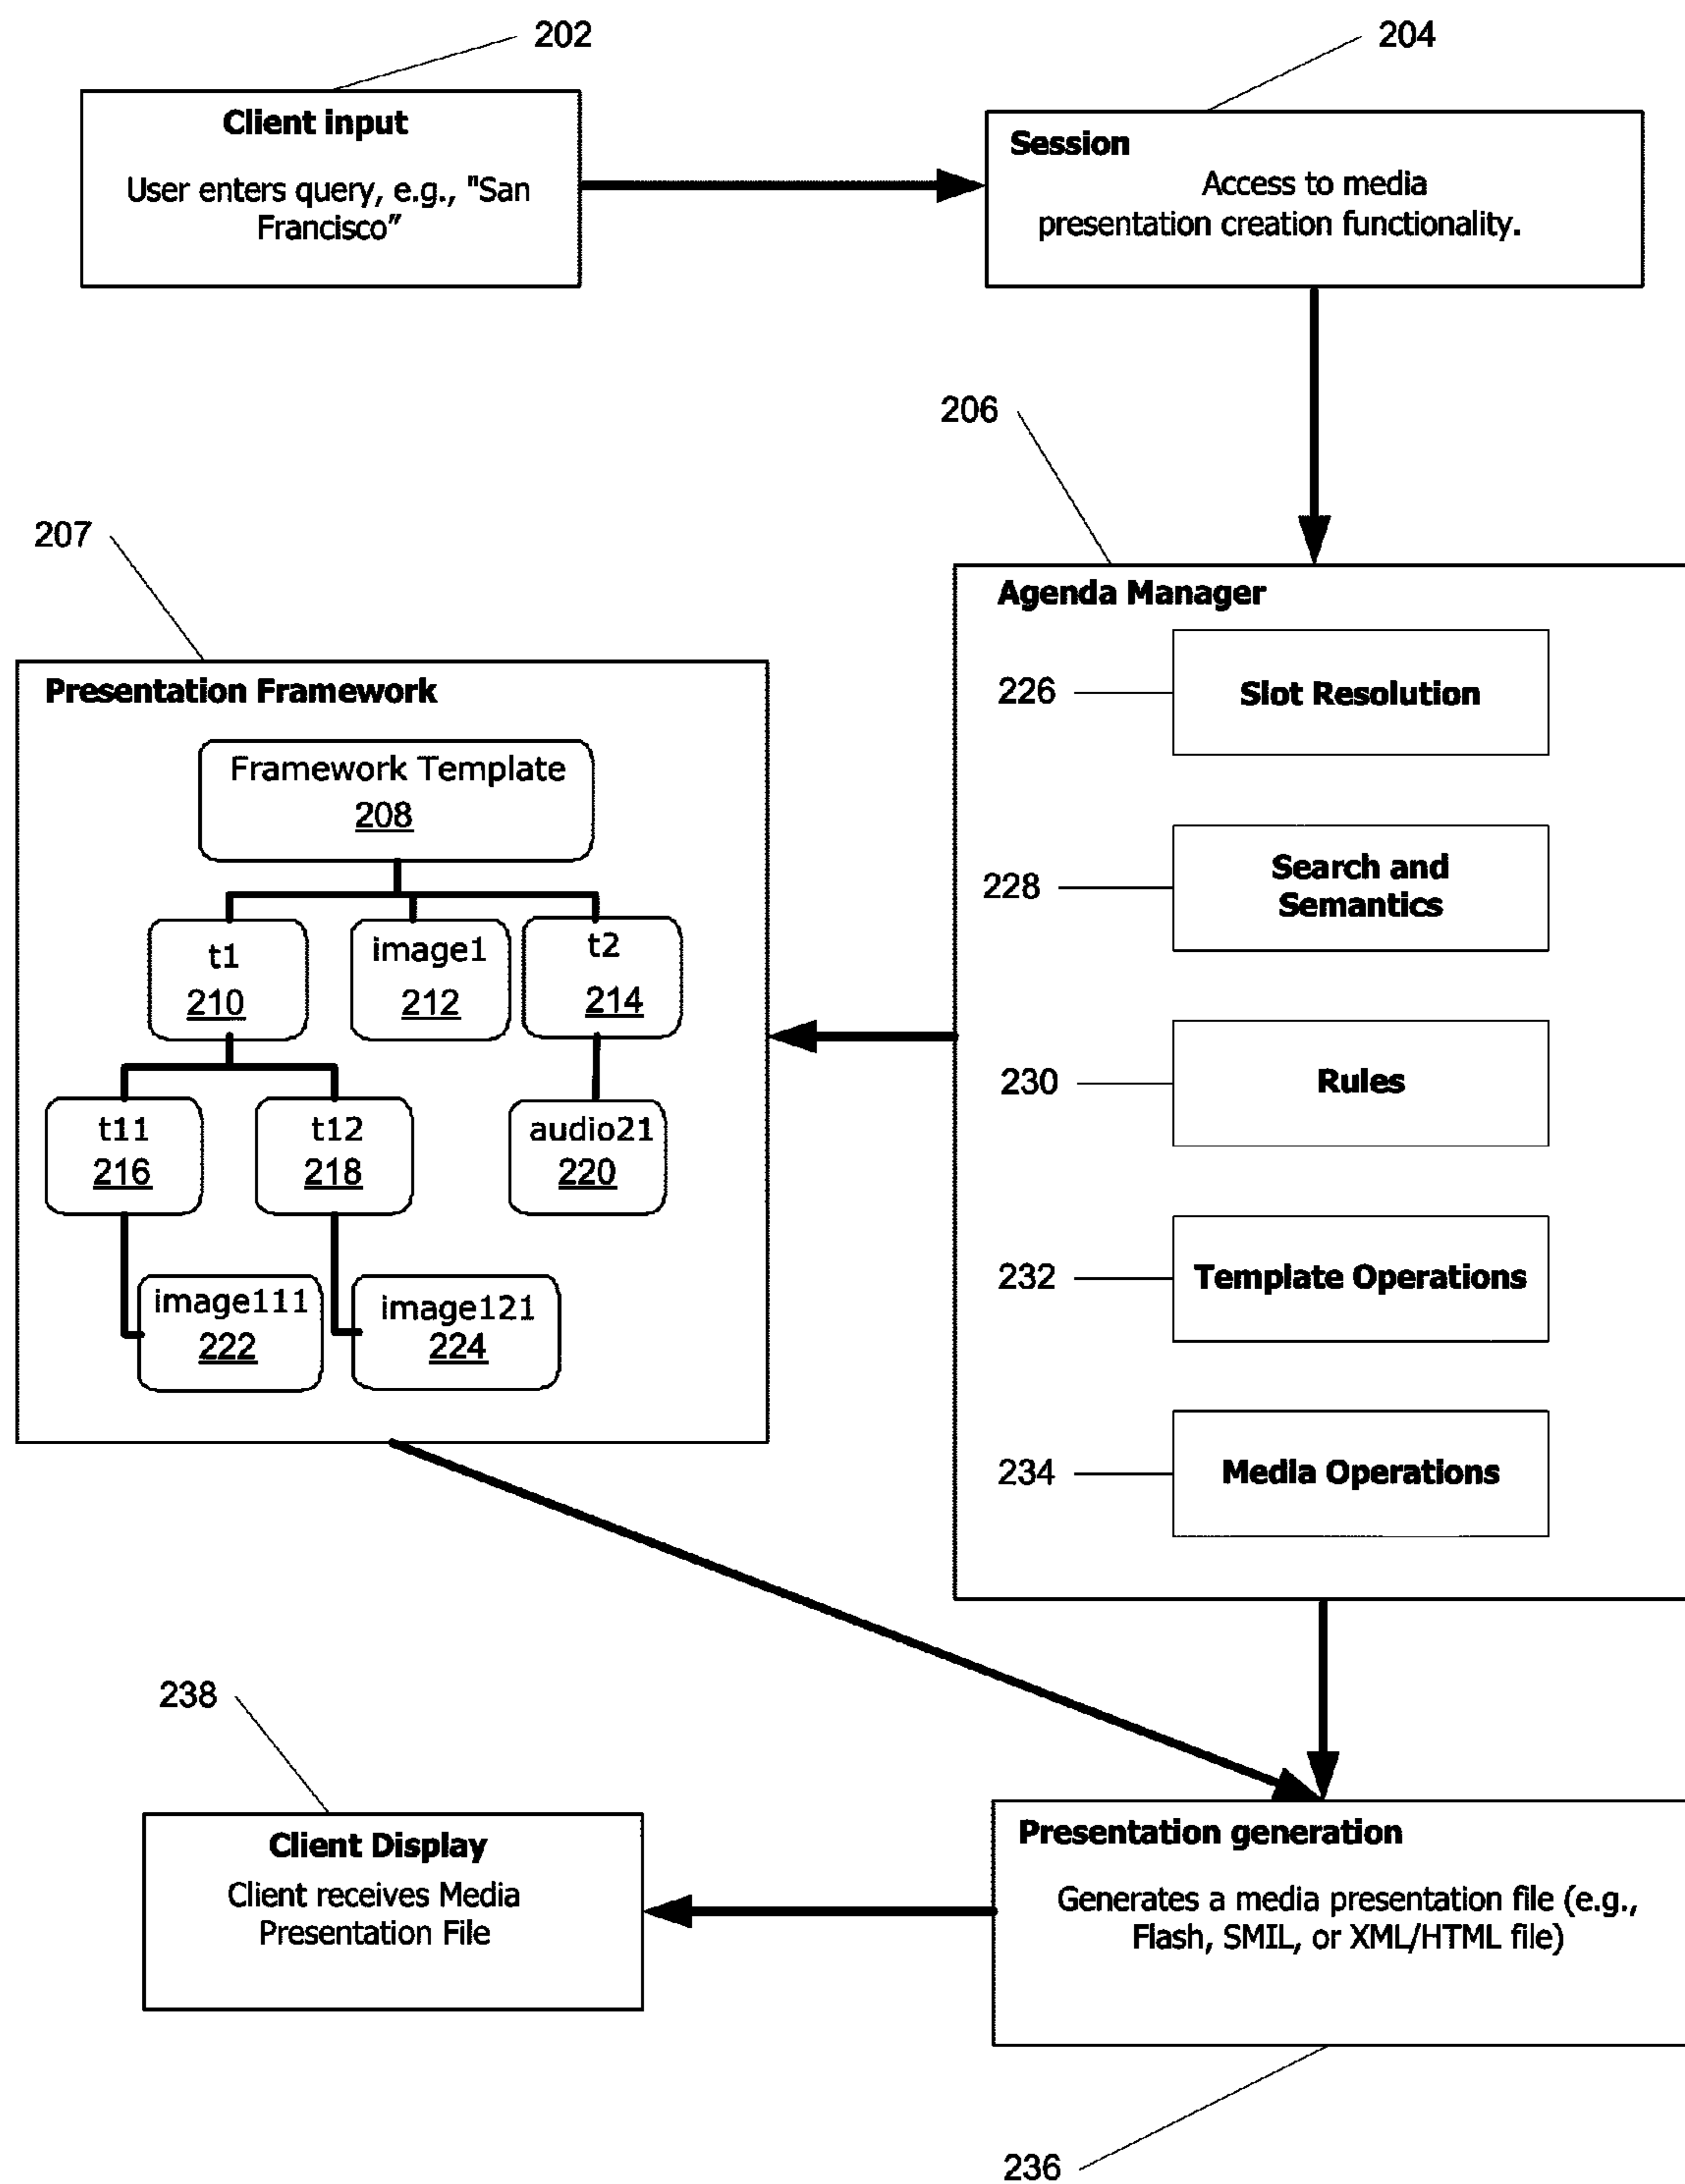 202
204
Client input
User enters query, e.g., "San
Francisco”
Session
Access to media
presentation creation functionality.
206
207
Agenda Manager
226
Slot Resolution
228
Search and
Semantics
230
Rules
232
Template Operations
234
Media Operations
Presentation Framework
Framework Template
208
t1
210
image1
212
t2
214
t11
216
t12
218
audio21
220
image111
222
image121
224
238
Client Display
Client receives Media
Presentation File
Presentation generation
Generates a media presentation file (e.g.,
Flash, SMIL, or XML/HTML file)
236